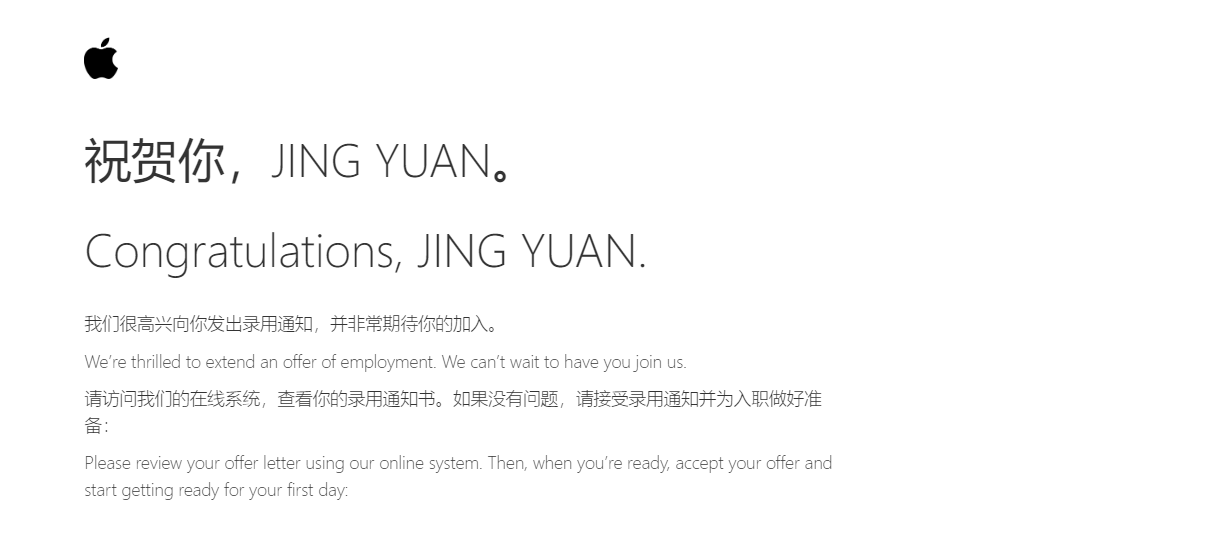 祝贺你，JING YUAN。
Congratulations, JING YUAN.
我们很高兴向你发出录用通知，并非常期待你的加入。
We’re thrilled to extend an offer of employment. We can’t wait to have you join us.
请访问我们的在线系统，查看你的录用通知书。如果没有问题，请接受录用通知并为入职做好准
备：
Please review your offer letter using our online system. Then, when you’re ready, accept your offer and
start getting ready for your first day: